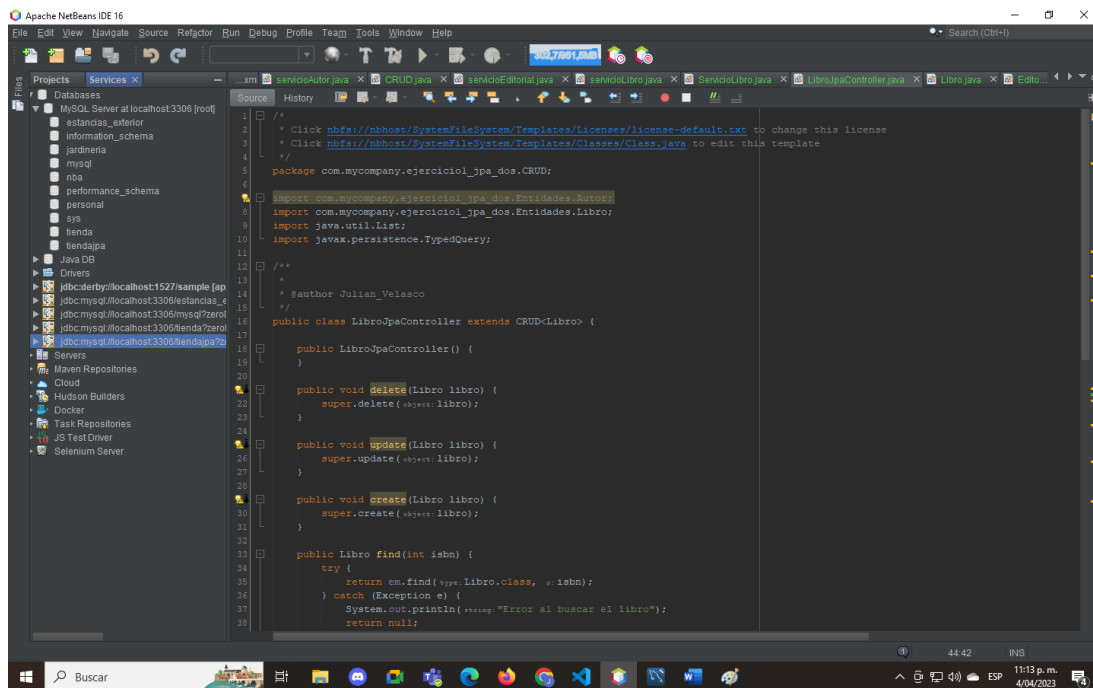 Apache NetBeans IDE 16
File Edit View Navigate Source Refactor Run Debug Profile Team Tools Window Help
Search (Ctrl+I)
Files
Projects Services
...xm servicioAutor.java CRUD.java servicioEditorial.java servicioLibro.java ServicioLibro.java LibroJpaController.java Libro.java Edito...
Source History
Databases
MySQL Server at localhost:3306 [root]
estancias_exterior
information_schema
jardineria
mysql
nba
performance_schema
personal
sys
tienda
tiendajpa
Java DB
Drivers
jdbc:derby://localhost:1527/sample [ap
jdbc:mysql://localhost:3306/estancias_e
jdbc:mysql://localhost:3306/mysql?zeroD
jdbc:mysql://localhost:3306/tienda?zerol
jdbc:mysql://localhost:3306/tiendajpa?ze
Servers
Maven Repositories
Cloud
Hudson Builders
Docker
Task Repositories
JS Test Driver
Selenium Server
1 /*
2 * Click nbfs://nbhost/SystemFileSystem/Templates/Licenses/license-default.txt to change this license
3 * Click nbfs://nbhost/SystemFileSystem/Templates/Classes/Class.java to edit this template
4 */
5 package com.mycompany.ejercicio1_jpa_dos.CRUD;
6
import com.mycompany.ejercicio1_jpa_dos.Entidades.Autor;
8 import com.mycompany.ejercicio1_jpa_dos.Entidades.Libro;
9 import java.util.List;
10 import javax.persistence.TypedQuery;
11
12 /**
13 *
14 * @author Julian_Velasco
15 */
16 public class LibroJpaController extends CRUD<Libro> {
17
18 public LibroJpaController() {
19 }
20
public void delete(Libro libro) {
22 super.delete( object: libro);
23 }
24
public void update(Libro libro) {
26 super.update( object: libro);
27 }
28
public void create(Libro libro) {
30 super.create( object: libro);
31 }
32
33 public Libro find(int isbn) {
34 try {
35 return em.find( type: Libro.class, o: isbn);
36 } catch (Exception e) {
37 System.out.println( string: "Error al buscar el libro");
38 return null;
1 44:42 INS
Buscar
ESP
11:13 p. m.
4/04/2023
4